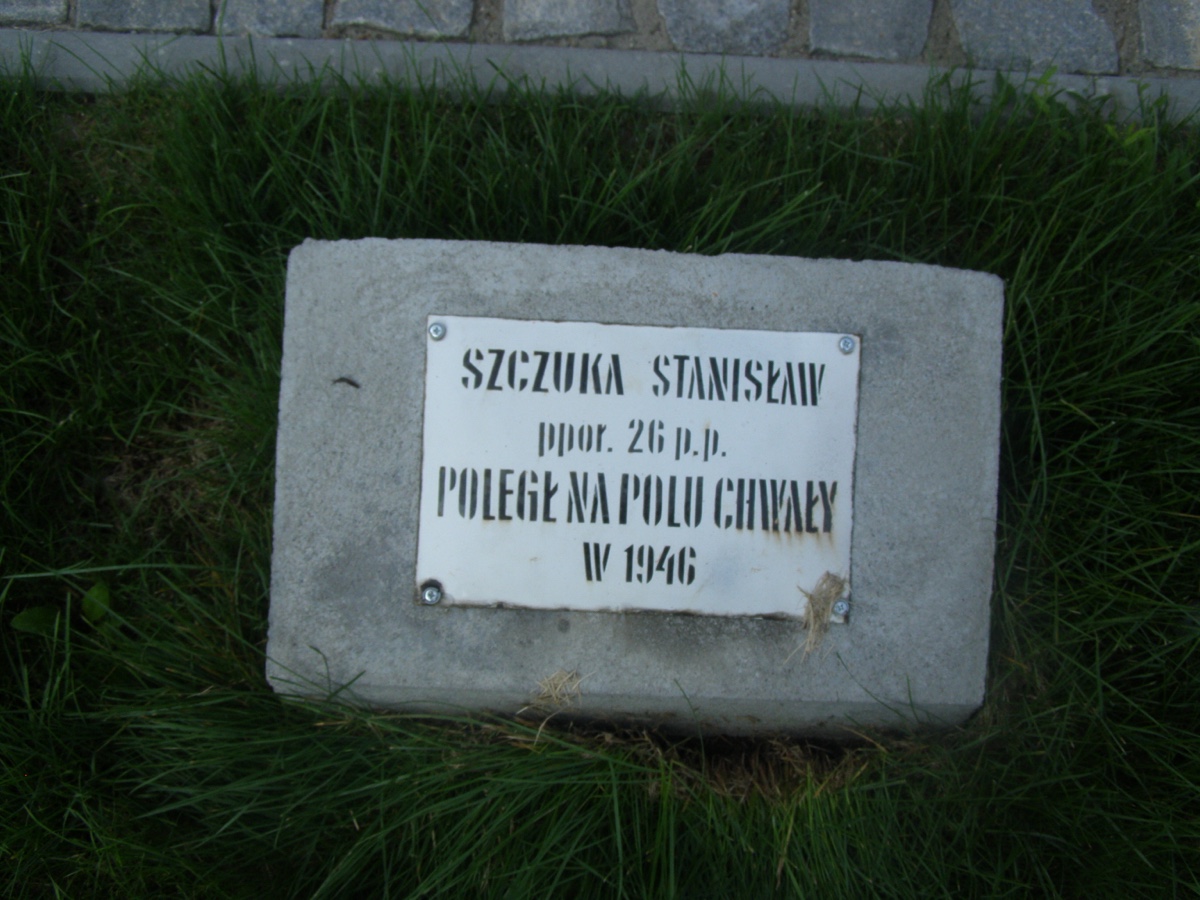 SZCZUKA STANISŁAW
ppor. 26 p.p.
POLEGŁ NA POLU CHWAŁY
W 1946